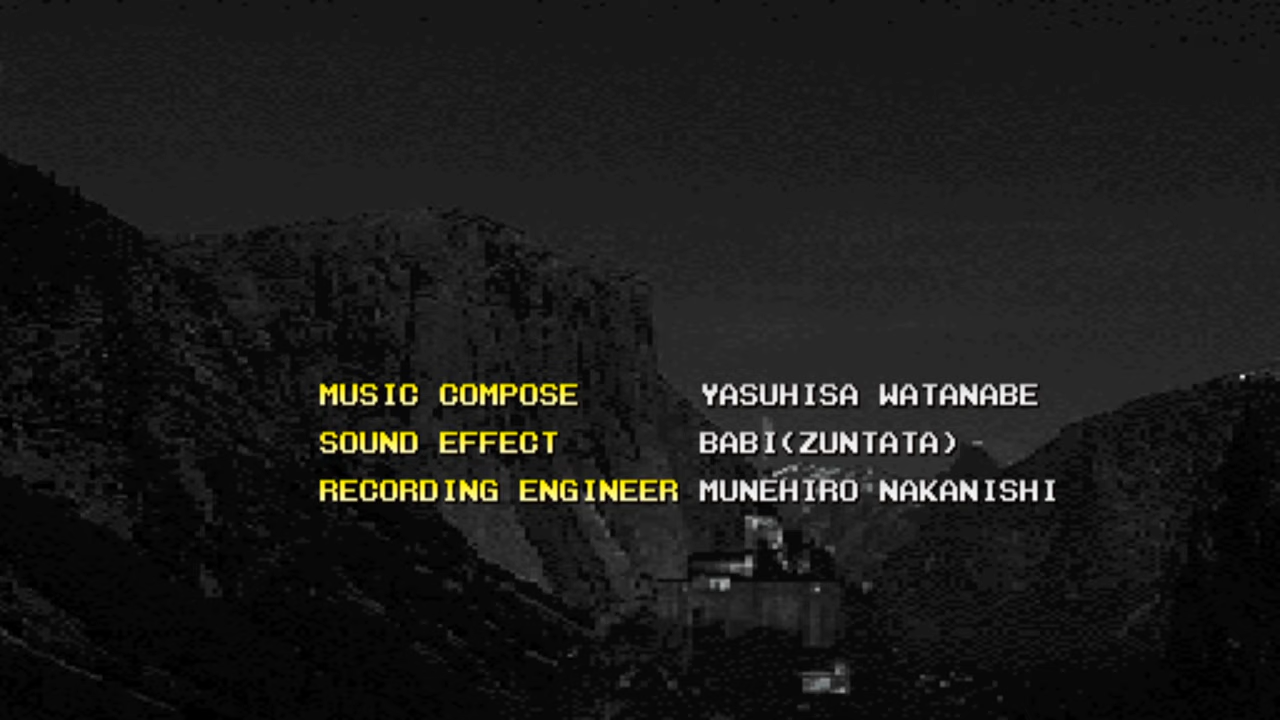 MUSIC COMPOSE YASUHISA WATANABE
SOUND EFFECT BABI(ZUNTATA)
RECORDING ENGINEER MUNEHIRO NAKANISHI